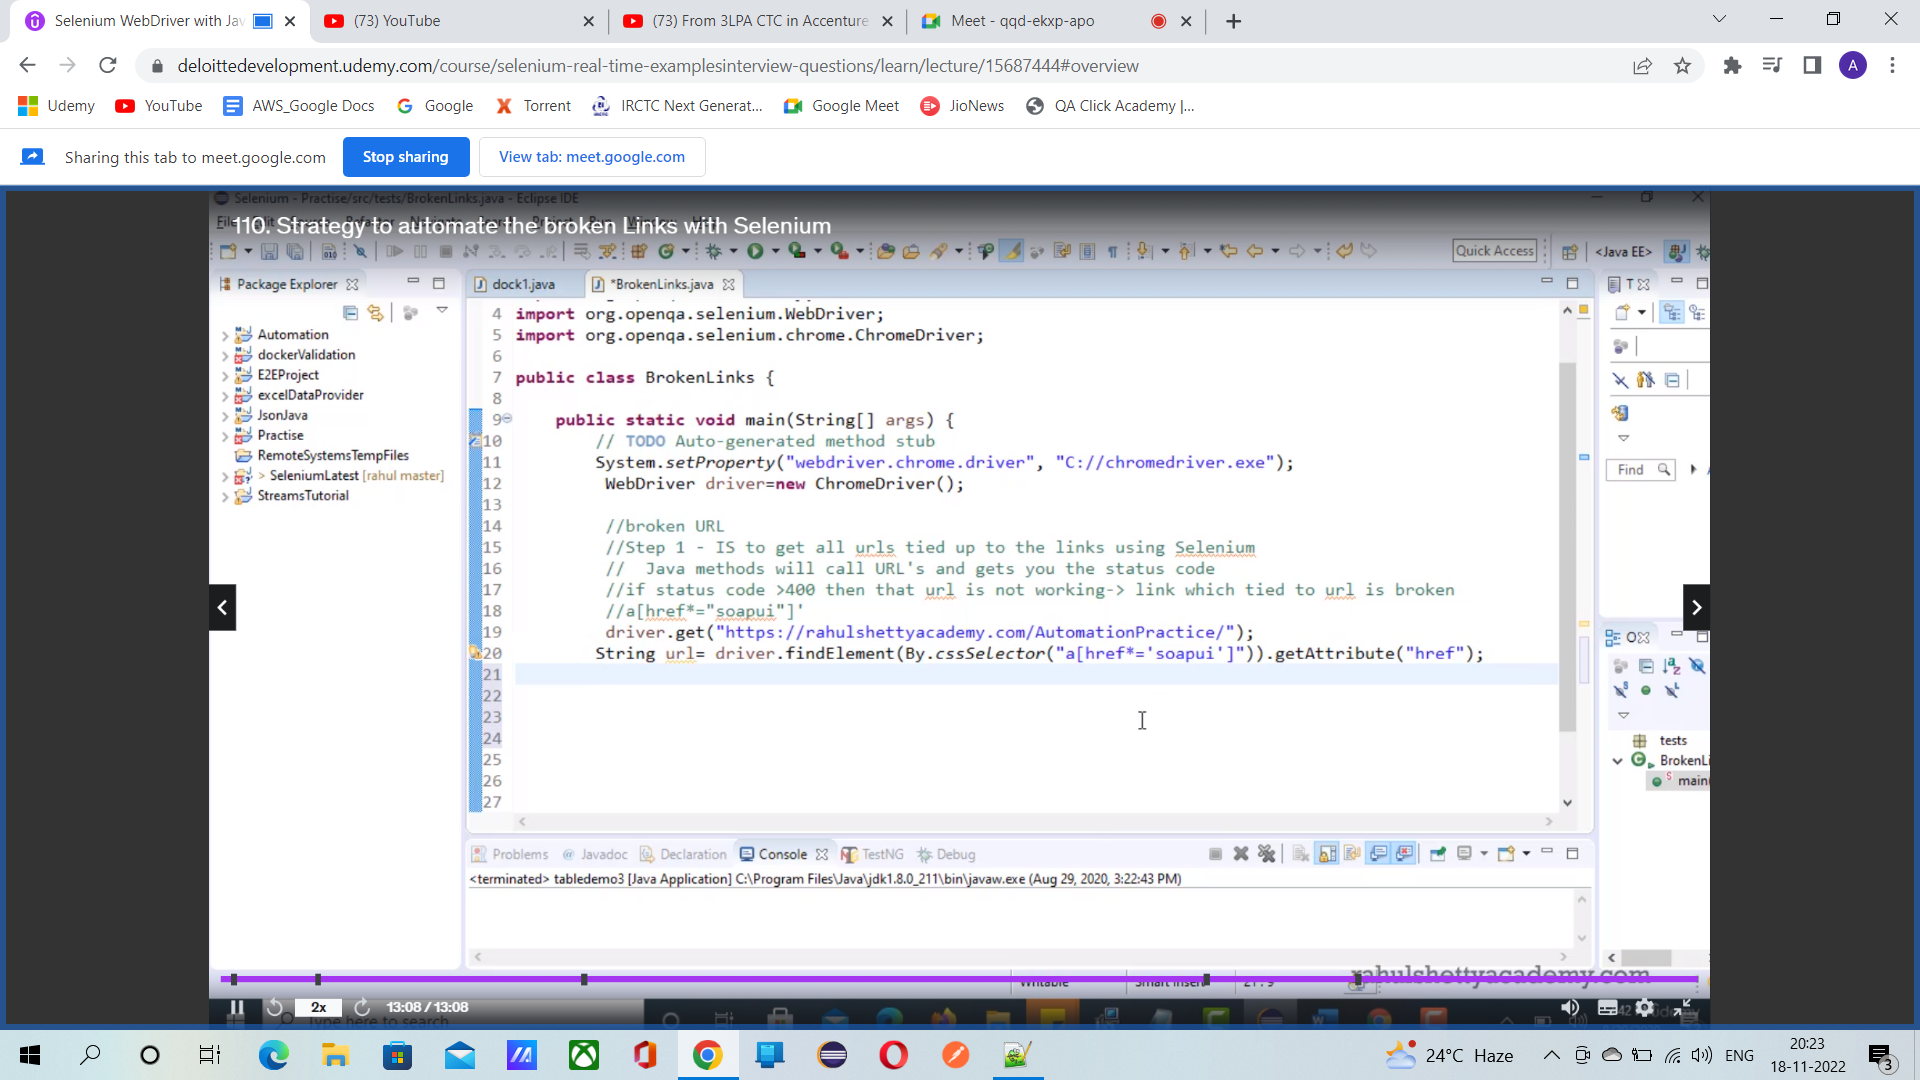 Selenium WebDriver with Jav
(73) YouTube
(73) From 3LPA CTC in Accenture
Meet - qqd-ekxp-apo
deloittedevelopment.udemy.com/course/selenium-real-time-examplesinterview-questions/learn/lecture/15687444#overview
A
Udemy
YouTube
AWS_Google Docs
Google
Torrent
IRCTC Next Generat...
Google Meet
JioNews
QA Click Academy |...
Sharing this tab to meet.google.com
Stop sharing
View tab: meet.google.com
Selenium - Practise/src/tests/BrokenLinks.java - Eclipse IDE
110. Strategy to automate the broken Links with Selenium
Quick Access
<Java EE>
Package Explorer
dock1.java
*BrokenLinks.java
T
Automation
dockerValidation
E2EProject
excelDataProvider
JsonJava
Practise
RemoteSystemsTempFiles
> SeleniumLatest [rahul master]
StreamsTutorial
4 import org.openqa.selenium.WebDriver;
5 import org.openqa.selenium.chrome.ChromeDriver;
6
7 public class BrokenLinks {
8
9 public static void main(String[] args) {
10 // TODO Auto-generated method stub
11 System.setProperty("webdriver.chrome.driver", "C://chromedriver.exe");
12 WebDriver driver=new ChromeDriver();
13
14 //broken URL
15 //Step 1 - IS to get all urls tied up to the links using Selenium
16 // Java methods will call URL's and gets you the status code
17 //if status code >400 then that url is not working-> link which tied to url is broken
18 //a[href*="soapui"]'
19 driver.get("https://rahulshettyacademy.com/AutomationPractice/");
20 String url= driver.findElement(By.cssSelector("a[href*='soapui']")).getAttribute("href");
21
22
23
24
25
26
27
Find
O
tests
BrokenLi
main
Problems
@ Javadoc
Declaration
Console
TestNG
Debug
<terminated> tabledemo3 [Java Application] C:\Program Files\Java\jdk1.8.0_211\bin\javaw.exe (Aug 29, 2020, 3:22:43 PM)
rahulshettyacademy.com
Writable
Smart Insert
2x
13:08 / 13:08
Type here to search
24°C Haze
ENG
20:23
18-11-2022
3